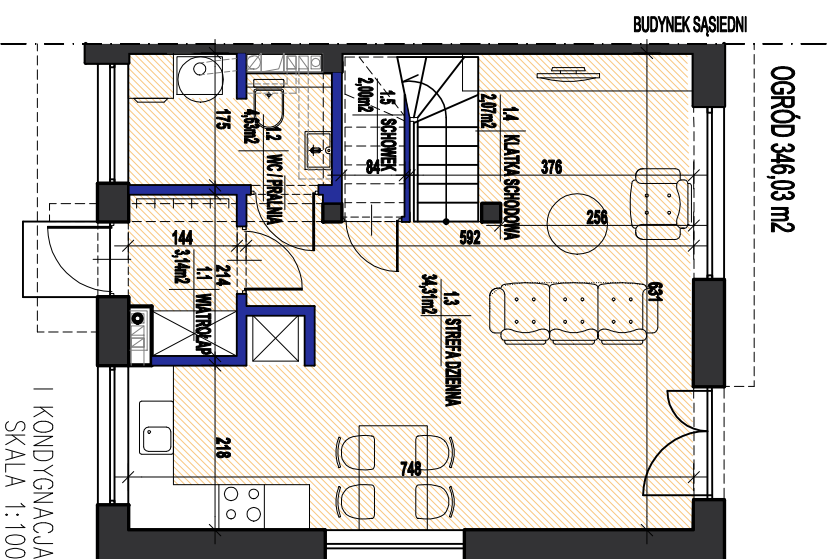 BUDYNEK SĄSIEDNI
OGRÓD 346,03 m2
1.5 SCHOWEK
2,00m2
1.4 KLATKA SCHODOWA
2,07m2
1.2 WC / PRALNIA
4,63m2
175
84
376
256
592
144
214
1.1 WIATROŁAP
3,14m2
1.3 STREFA DZIENNA
34,31m2
631
218
748
I KONDYGNACJA
SKALA 1:100